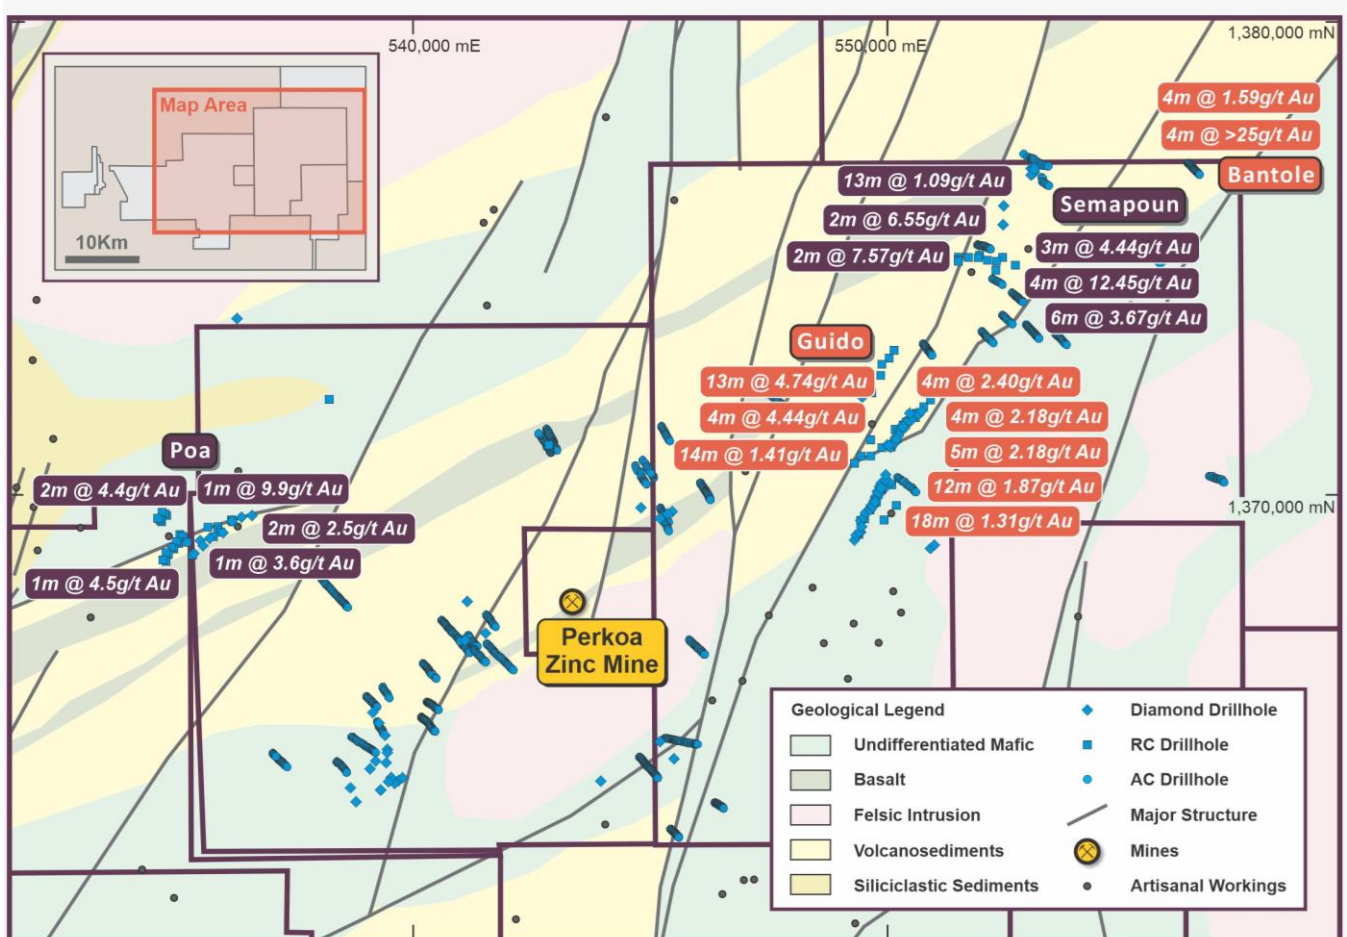 540,000 mE
550,000 mE
1,380,000 mN
Map Area
10Km
4m @ 1.59g/t Au
4m @ >25g/t Au
Bantole
13m @ 1.09g/t Au
2m @ 6.55g/t Au
2m @ 7.57g/t Au
Semapoun
3m @ 4.44g/t Au
4m @ 12.45g/t Au
6m @ 3.67g/t Au
Guido
13m @ 4.74g/t Au
4m @ 4.44g/t Au
14m @ 1.41g/t Au
4m @ 2.40g/t Au
4m @ 2.18g/t Au
5m @ 2.18g/t Au
12m @ 1.87g/t Au
18m @ 1.31g/t Au
1,370,000 mN
Poa
2m @ 4.4g/t Au
1m @ 9.9g/t Au
2m @ 2.5g/t Au
1m @ 3.6g/t Au
1m @ 4.5g/t Au
Perkoa
Zinc Mine
Geological Legend
Undifferentiated Mafic
Basalt
Felsic Intrusion
Volcanosediments
Siliciclastic Sediments
Diamond Drillhole
RC Drillhole
AC Drillhole
Major Structure
Mines
Artisanal Workings